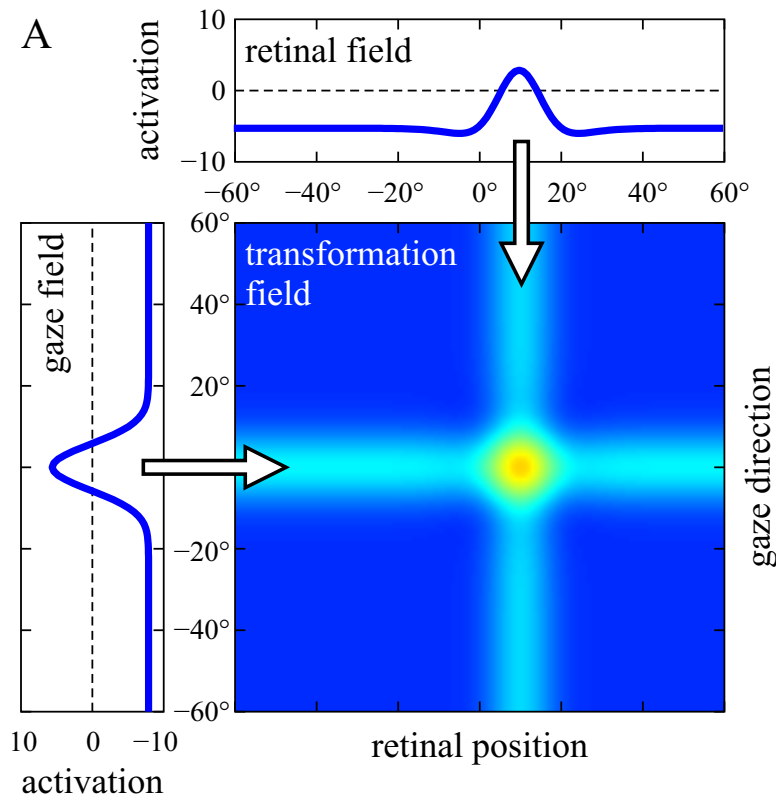 A
retinal field
activation
10
0
−10
−60°
−40°
−20°
0°
20°
40°
60°
gaze field
10
0
−10
activation
transformation
field
60°
40°
20°
0°
−20°
−40°
−60°
retinal position
gaze direction